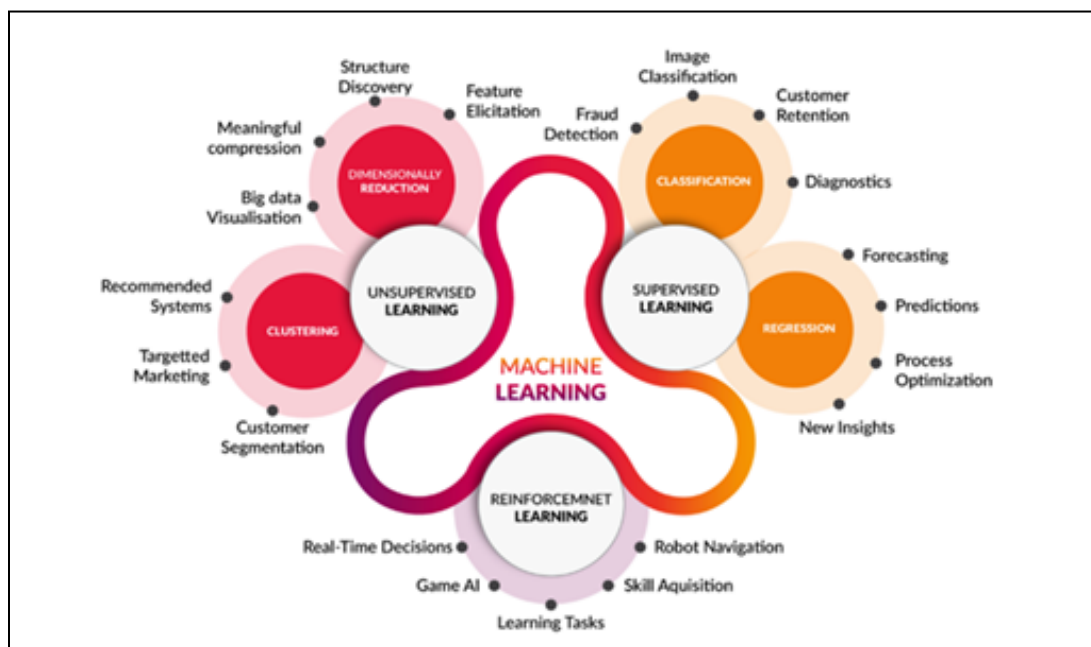 Structure
Discovery
Feature
Elicitation
Meaningful
compression
Big data
Visualisation
DIMENSIONALLY
REDUCTION
UNSUPERVISED
LEARNING
Recommended
Systems
Targetted
Marketing
Customer
Segmentation
CLUSTERING
Image
Classification
Fraud
Detection
Customer
Retention
Diagnostics
CLASSIFICATION
SUPERVISED
LEARNING
Forecasting
Predictions
Process
Optimization
New Insights
REGRESSION
MACHINE
LEARNING
REINFORCEMNET
LEARNING
Real-Time Decisions
Game AI
Learning Tasks
Skill Aquisition
Robot Navigation